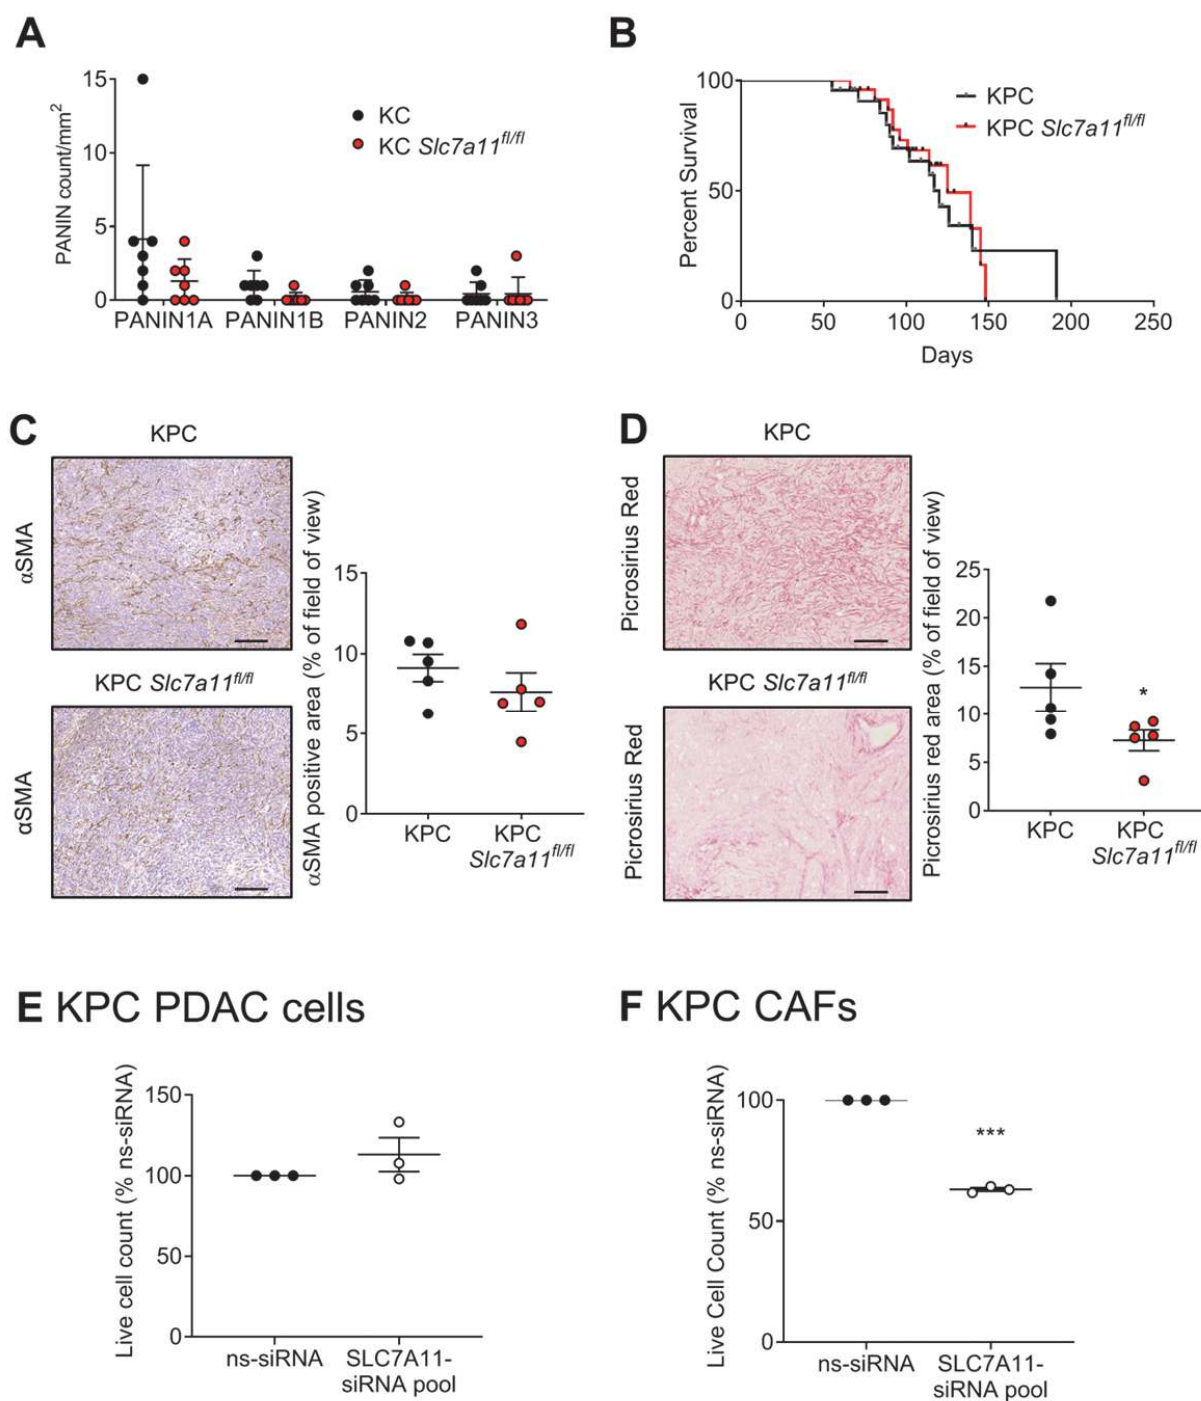 A
PANIN count/mm2
15
10
5
0
KC
KC Slc7a11fl/fl
PANIN1A PANIN1B PANIN2 PANIN3
B
Percent Survival
100
50
0
KPC
KPC Slc7a11fl/fl
0 50 100 150 200 250
Days
C
KPC
αSMA
KPC Slc7a11fl/fl
αSMA
αSMA positive area (% of field of view)
15
10
5
0
KPC KPC
Slc7a11fl/fl
D
KPC
Picrosirius Red
KPC Slc7a11fl/fl
Picrosirius Red
Picrosirius red area (% of field of view)
25
20
15
10
5
0
*
KPC KPC
Slc7a11fl/fl
E KPC PDAC cells
Live cell count (% ns-siRNA)
150
100
50
0
ns-siRNA SLC7A11-
siRNA pool
F KPC CAFs
Live Cell Count (% ns-siRNA)
100
50
0
***
ns-siRNA SLC7A11-
siRNA pool